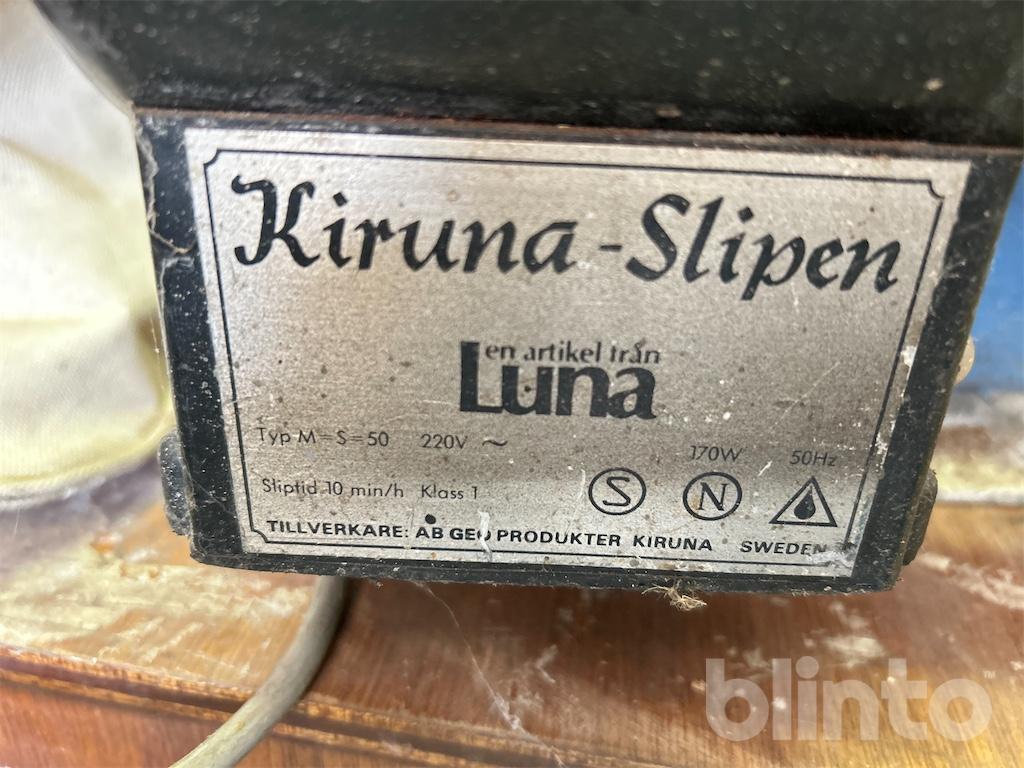 Kiruna-Slipen
en artikel från
Luna
Typ M=S=50 220V ~ 170W 50Hz
Sliptid 10 min/h Klass 1 S N
TILLVERKARE: AB GEO PRODUKTER KIRUNA SWEDEN
blinto™